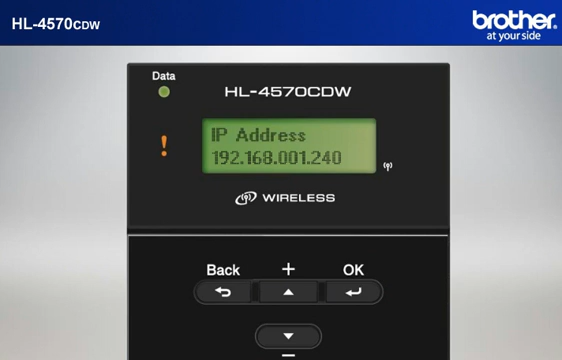 HL-4570CDW
brother
at your side
Data
HL-4570CDW
IP Address
192.168.001.240
WIRELESS
Back + OK
−